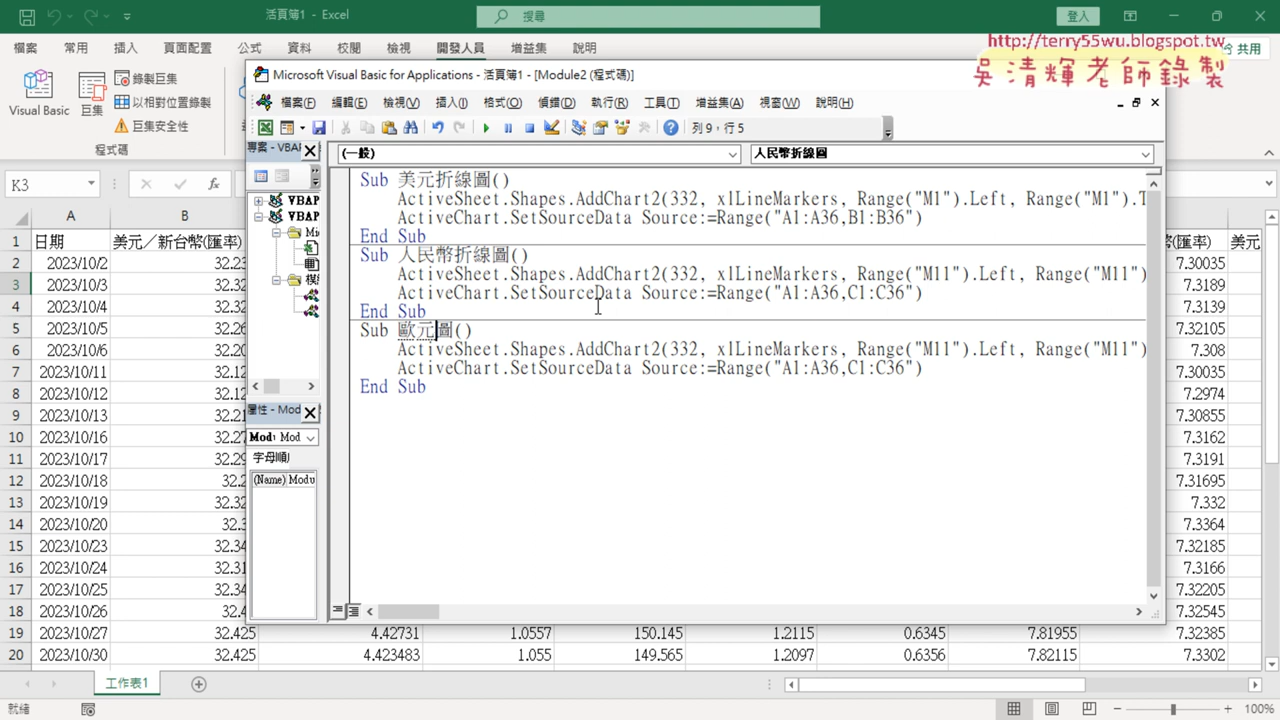 活頁簿1 - Excel
搜尋
登入
檔案 常用 插入 頁面配置 公式 資料 校閱 檢視 開發人員 增益集 說明
共用
http://terry55wu.blogspot.tw
吳清輝老師錄製
Visual Basic
巨集
錄製巨集
以相對位置錄製
巨集安全性
程式碼
Microsoft Visual Basic for Applications - 活頁簿1 - [Module2 (程式碼)]
檔案(F) 編輯(E) 檢視(V) 插入(I) 格式(O) 偵錯(D) 執行(R) 工具(T) 增益集(A) 視窗(W) 說明(H)
列 9，行 5
專案 - VBAP
(一般)
人民幣折線圖
VBAP
VBAP
Mi
模
屬性 - Mod
Mod Mod
字母順
(Name) Modu
Sub 美元折線圖()
ActiveSheet.Shapes.AddChart2(332, xlLineMarkers, Range("M1").Left, Range("M1").T
ActiveChart.SetSourceData Source:=Range("A1:A36,B1:B36")
End Sub
Sub 人民幣折線圖()
ActiveSheet.Shapes.AddChart2(332, xlLineMarkers, Range("M11").Left, Range("M11")
ActiveChart.SetSourceData Source:=Range("A1:A36,C1:C36")
End Sub
Sub 歐元圖()
ActiveSheet.Shapes.AddChart2(332, xlLineMarkers, Range("M11").Left, Range("M11")
ActiveChart.SetSourceData Source:=Range("A1:A36,C1:C36")
End Sub
K3
fx
A B
1 日期 美元／新台幣(匯率) 幣(匯率) 美元
2 2023/10/2 32.23 7.30035
3 2023/10/3 32.32 7.3189
4 2023/10/4 32.30 7.3139
5 2023/10/5 32.26 7.32105
6 2023/10/6 32.20 7.308
7 2023/10/11 32.12 7.30035
8 2023/10/12 32.12 7.2974
9 2023/10/13 32.21 7.30855
10 2023/10/16 32.27 7.3162
11 2023/10/17 32.29 7.3191
12 2023/10/18 32.2 7.31695
13 2023/10/19 32.32 7.332
14 2023/10/20 32.3 7.3364
15 2023/10/23 32.34 7.32185
16 2023/10/24 32.31 7.3166
17 2023/10/25 32.34 7.32205
18 2023/10/26 32.4 7.32545
19 2023/10/27 32.425 4.42731 1.0557 150.145 1.2115 0.6345 7.81955 7.32385
20 2023/10/30 32.425 4.423483 1.055 149.565 1.2097 0.6356 7.82115 7.3302
工作表1
就緒
100%